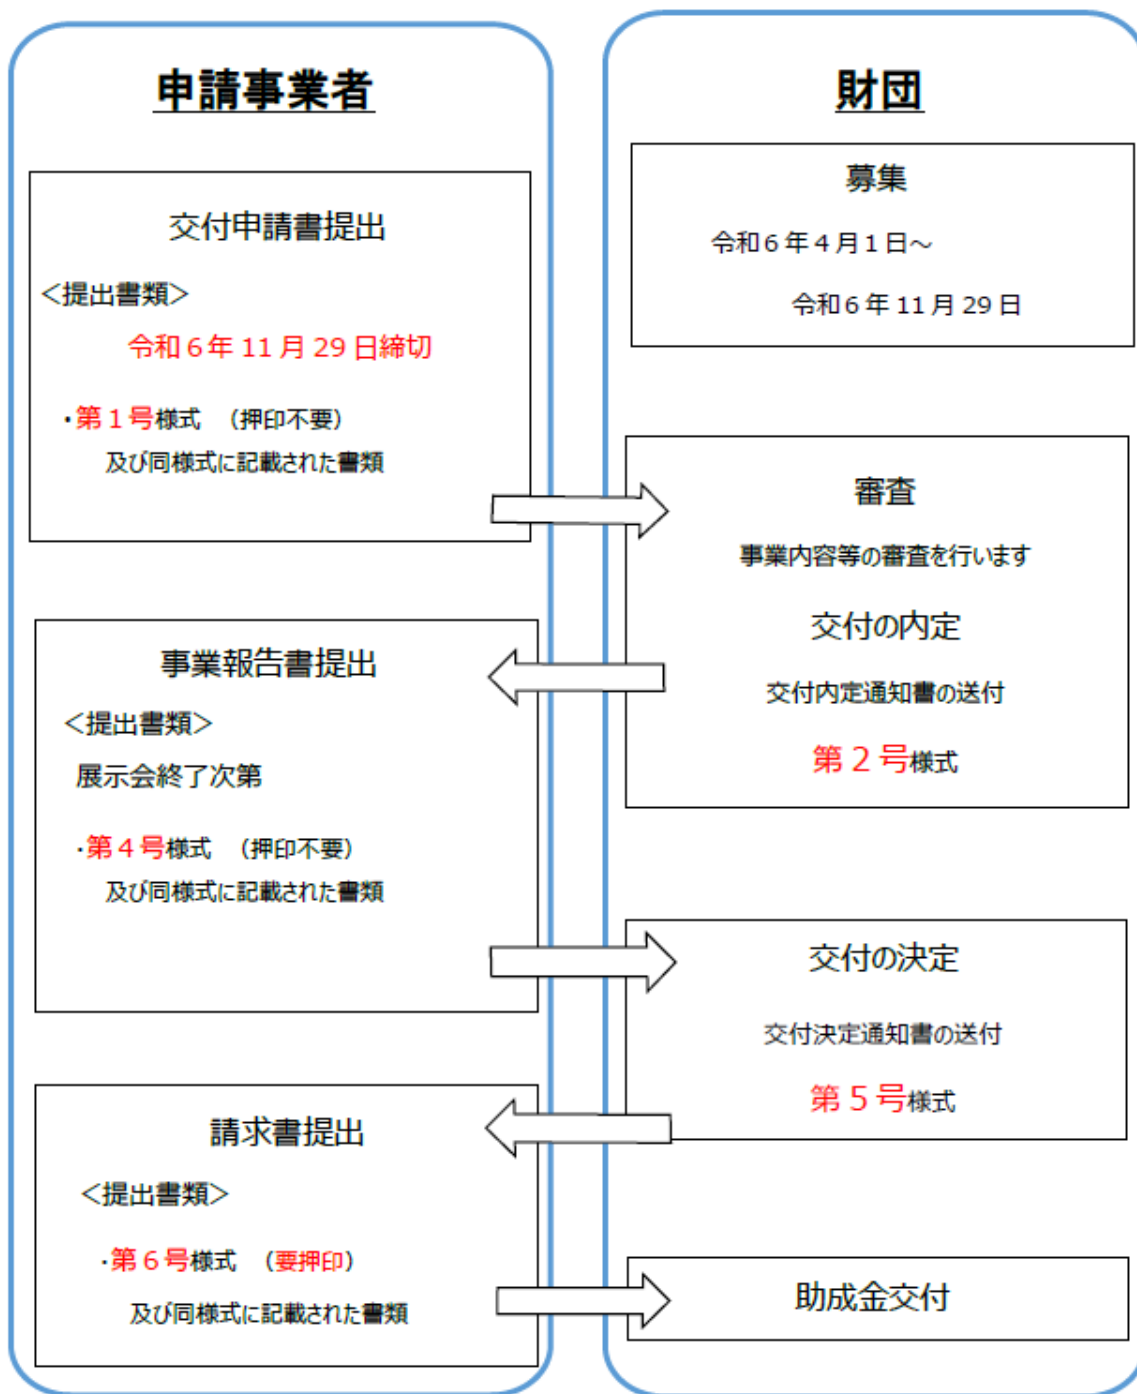 申請事業者
交付申請書提出
<提出書類>
令和6年11月29日締切
・第1号様式 (押印不要)
及び同様式に記載された書類
事業報告書提出
<提出書類>
展示会終了次第
・第4号様式 (押印不要)
及び同様式に記載された書類
請求書提出
<提出書類>
・第6号様式 (要押印)
及び同様式に記載された書類
財団
募集
令和6年4月1日~
令和6年11月29日
審査
事業内容等の審査を行います
交付の内定
交付内定通知書の送付
第2号様式
交付の決定
交付決定通知書の送付
第5号様式
助成金交付